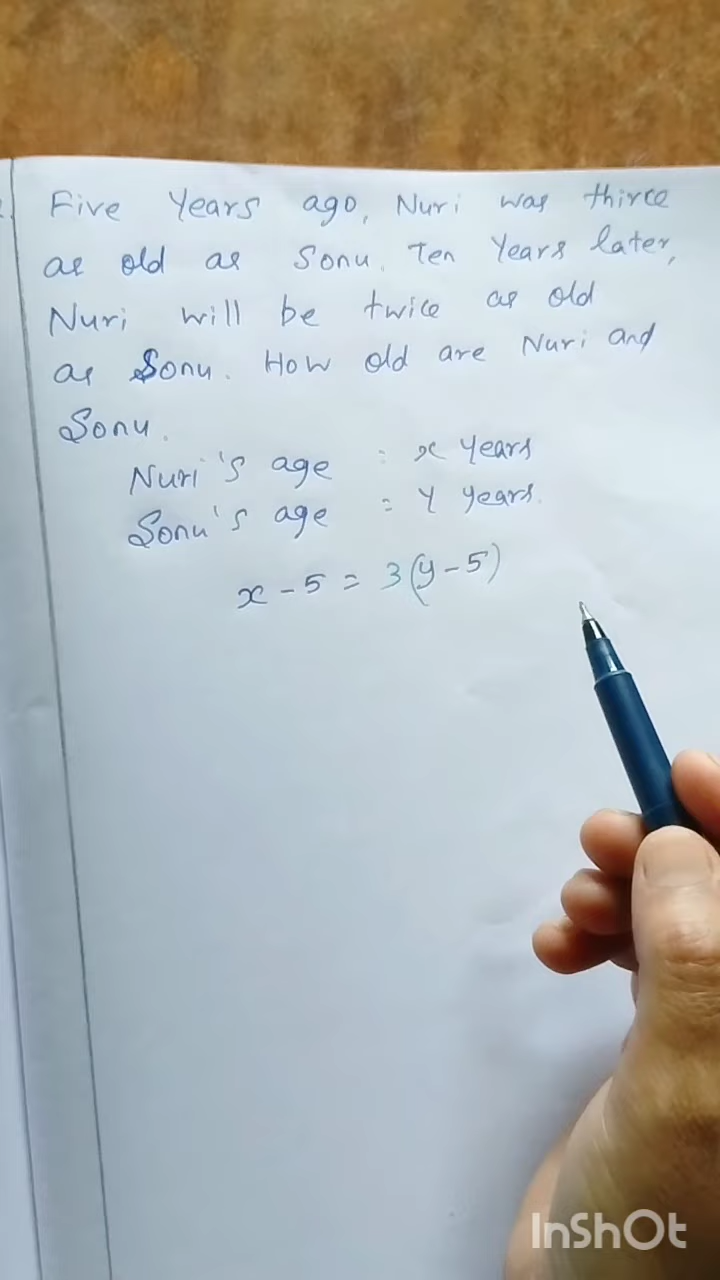 Five Years ago, Nuri was thirce
as old as Sonu. Ten Years later,
Nuri will be twice as old
as Sonu. How old are Nuri and
Sonu.
Nuri's age : x years
Sonu's age = y years.
x - 5 = 3(y - 5)
InShOt